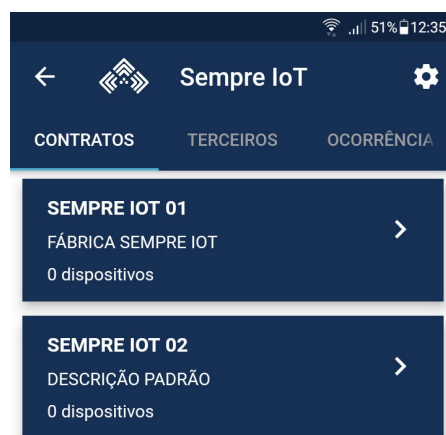 51% 12:35
Sempre IoT
CONTRATOS TERCEIROS OCORRÊNCIA
SEMPRE IOT 01
FÁBRICA SEMPRE IOT
0 dispositivos
SEMPRE IOT 02
DESCRIÇÃO PADRÃO
0 dispositivos